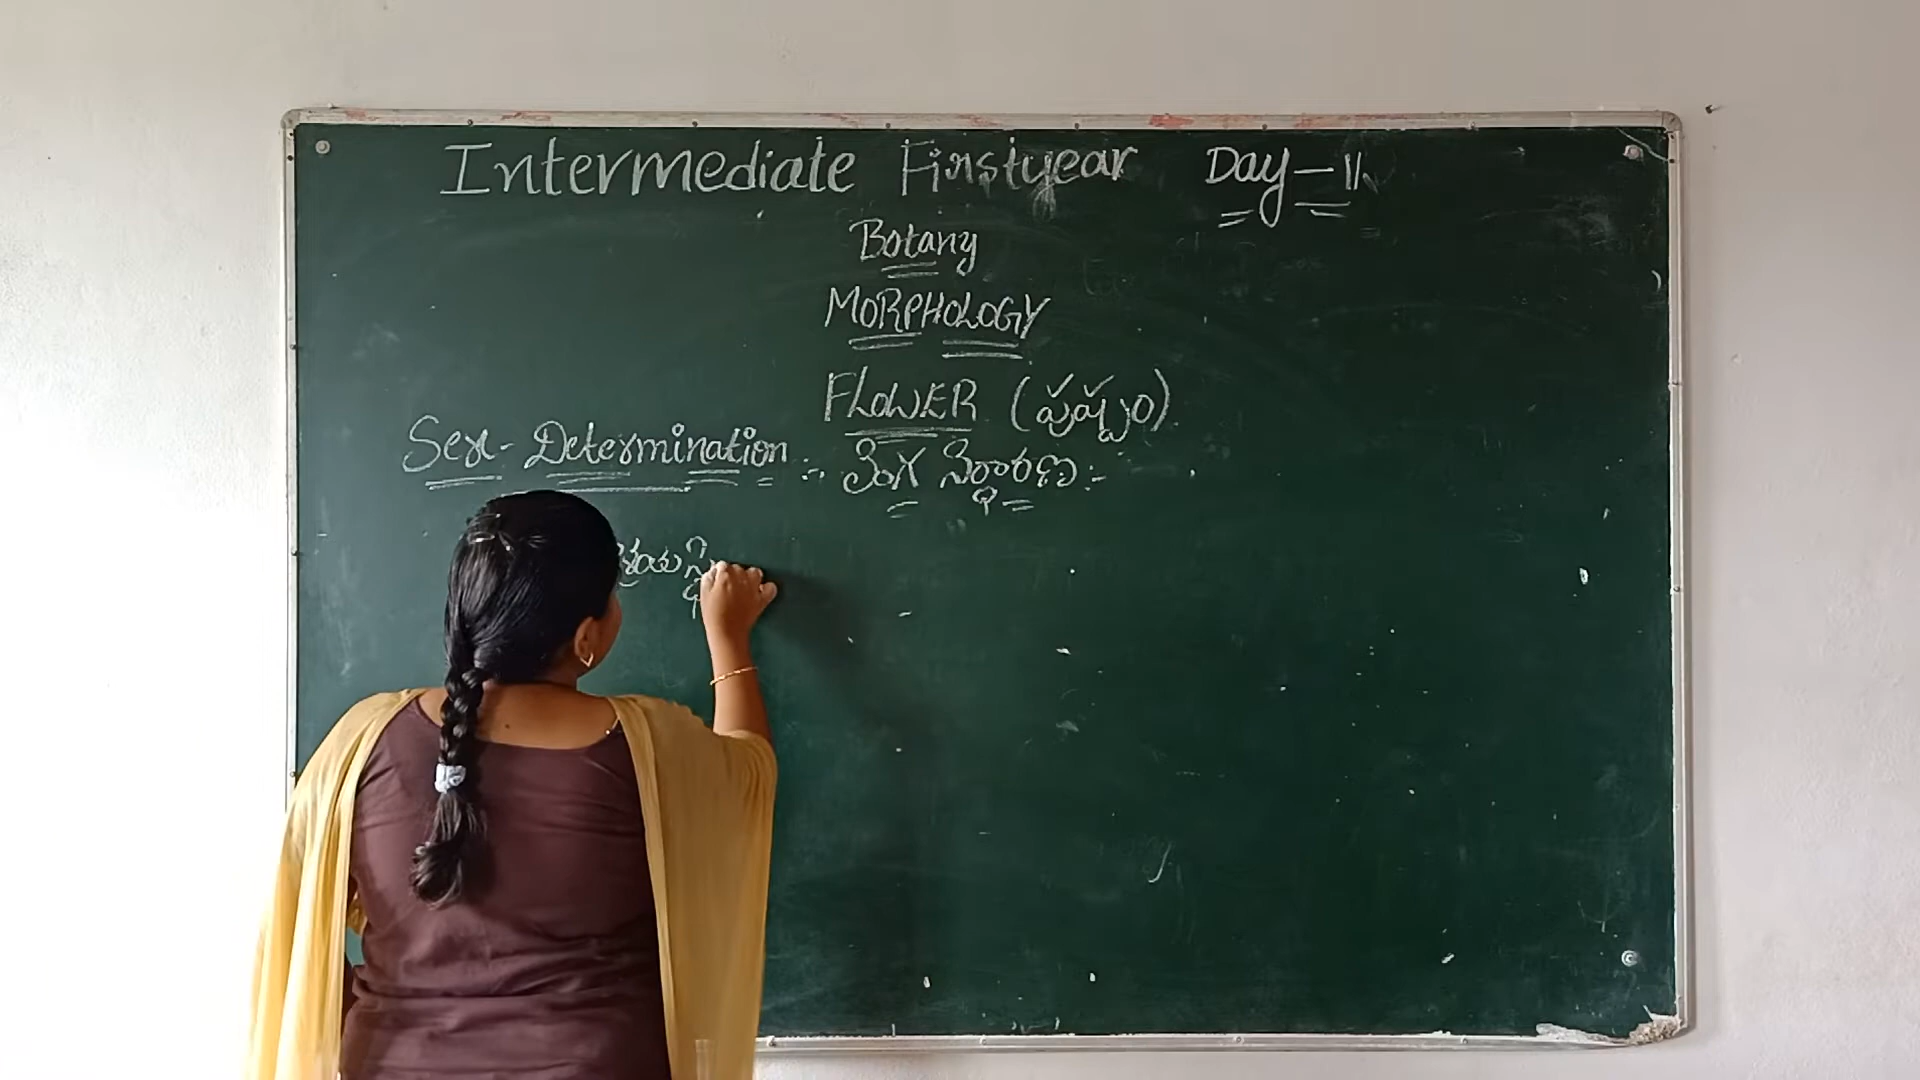 Intermediate Firstyear Day-11
Botany
MORPHOLOGY
FLOWER (పుష్పం)
Sex-Determination :- లింగ నిర్ధారణ :-